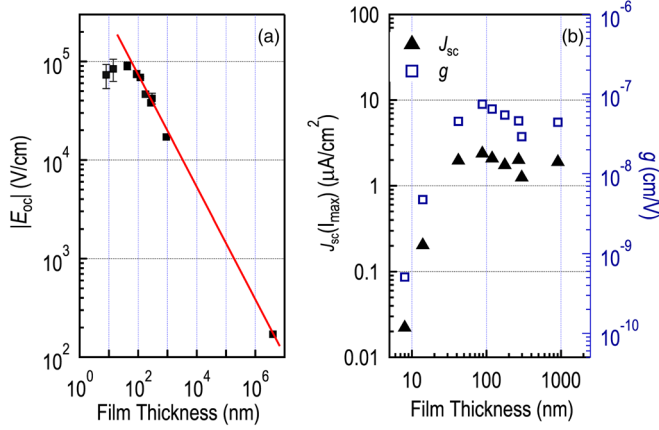 (a)
|E_oc| (V/cm)
10^5
10^4
10^3
10^2
10^0 10^2 10^4 10^6
Film Thickness (nm)
(b)
J_sc
g
J_sc(I_max) (μA/cm^2)
100
10
1
0.1
0.01
10 100 1000
Film Thickness (nm)
10^-6
10^-7
10^-8
10^-9
10^-10
g (cm/V)